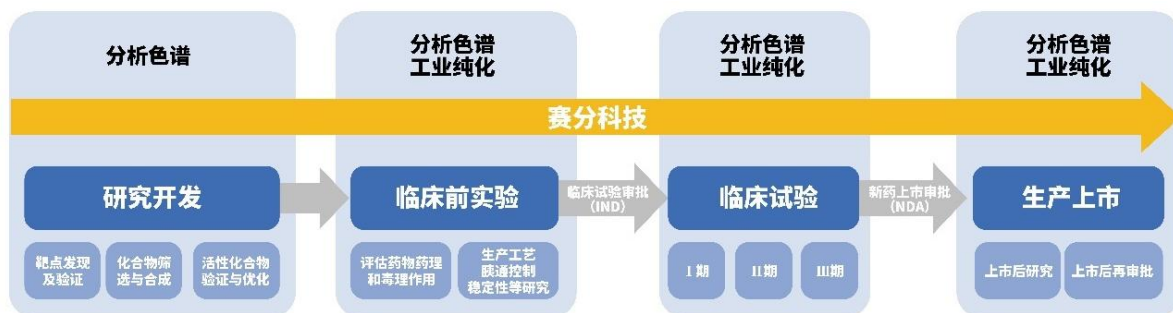 分析色谱
分析色谱
工业纯化
分析色谱
工业纯化
分析色谱
工业纯化
赛分科技
研究开发
临床前实验
临床试验审批
(IND)
临床试验
新药上市审批
(NDA)
生产上市
靶点发现
及验证
化合物筛
选与合成
活性化合物
验证与优化
评估药物药理
和毒理作用
生产工艺
赎通控制
稳定性等研究
I 期
II期
III期
上市后研究
上市后再审批